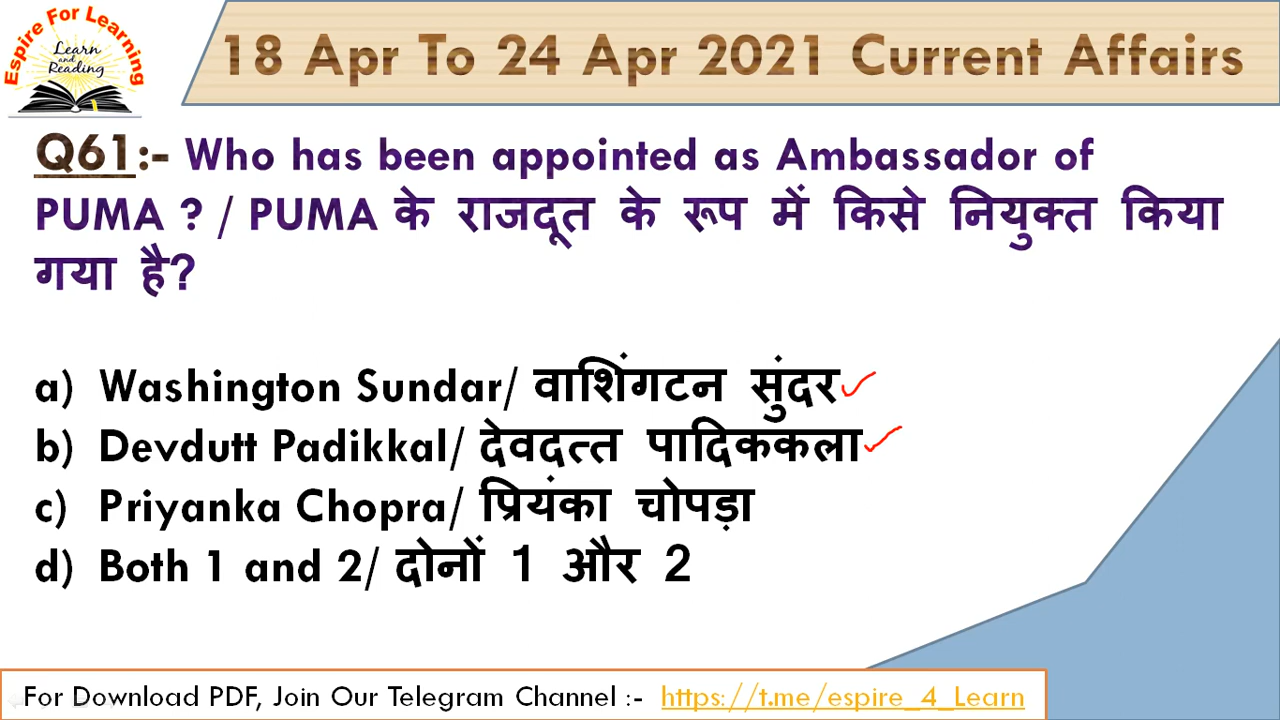 Espire For Learning
Learn
and
Reading
18 Apr To 24 Apr 2021 Current Affairs
Q61:- Who has been appointed as Ambassador of
PUMA ? / PUMA के राजदूत के रूप में किसे नियुक्त किया
गया है?
a) Washington Sundar/ वाशिंगटन सुंदर
b) Devdutt Padikkal/ देवदत्त पादिककला
c) Priyanka Chopra/ प्रियंका चोपड़ा
d) Both 1 and 2/ दोनों 1 और 2
For Download PDF, Join Our Telegram Channel :- https://t.me/espire_4_Learn